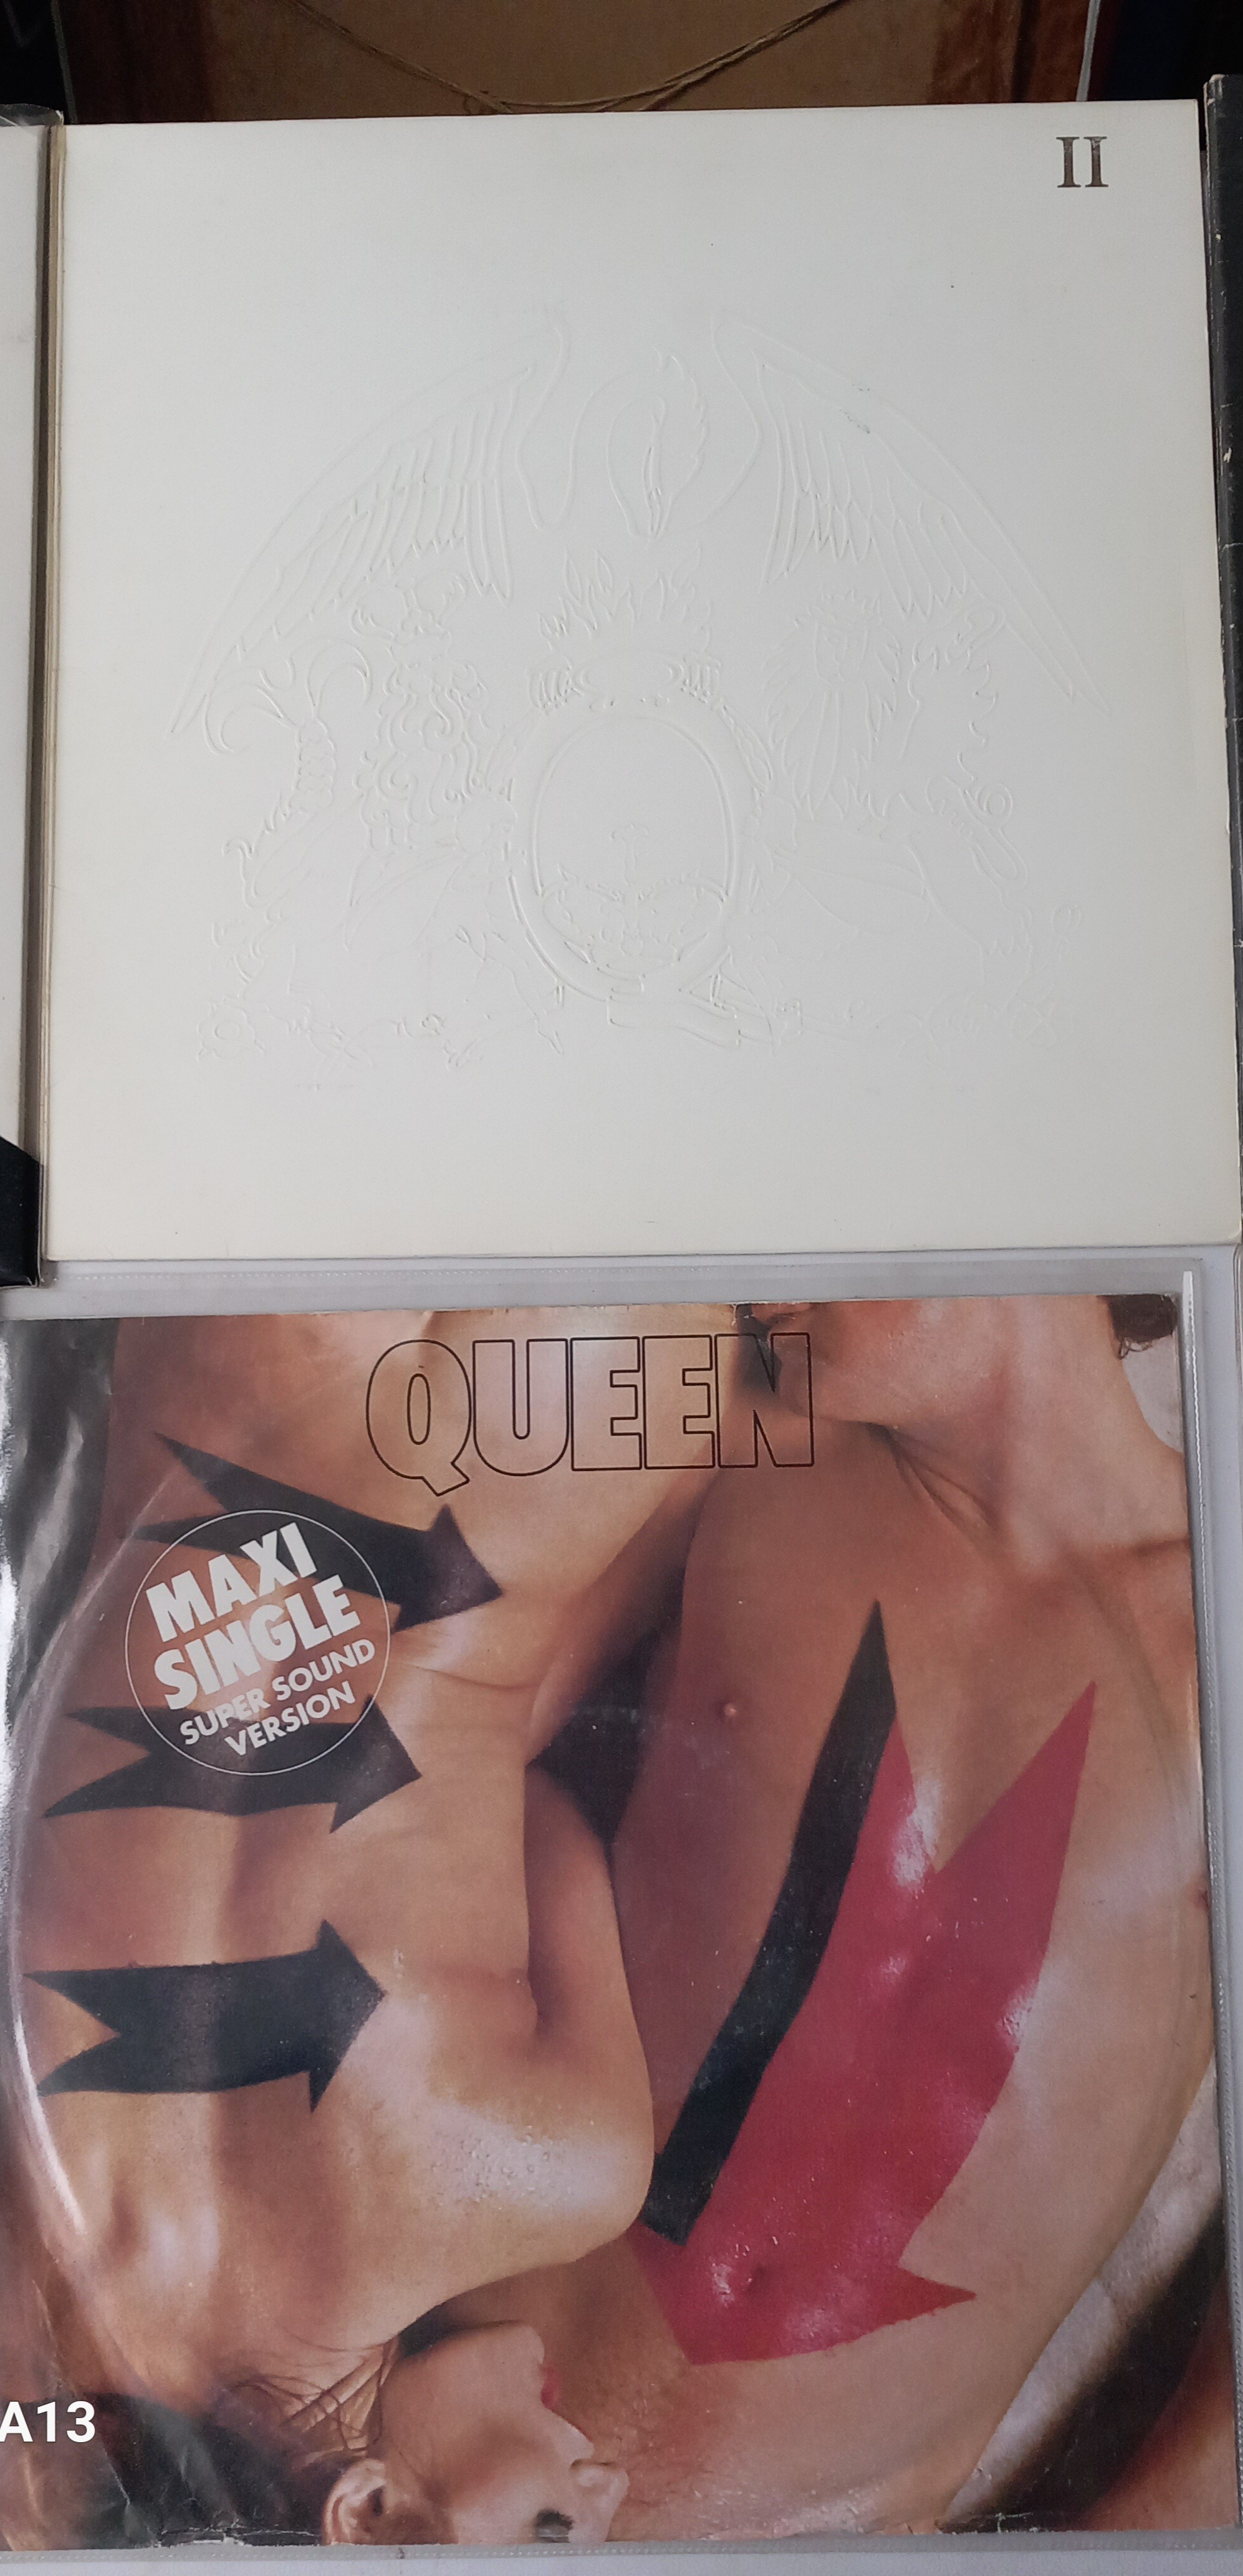 II
QUEEN
MAXI
SINGLE
SUPER SOUND
VERSION
A13